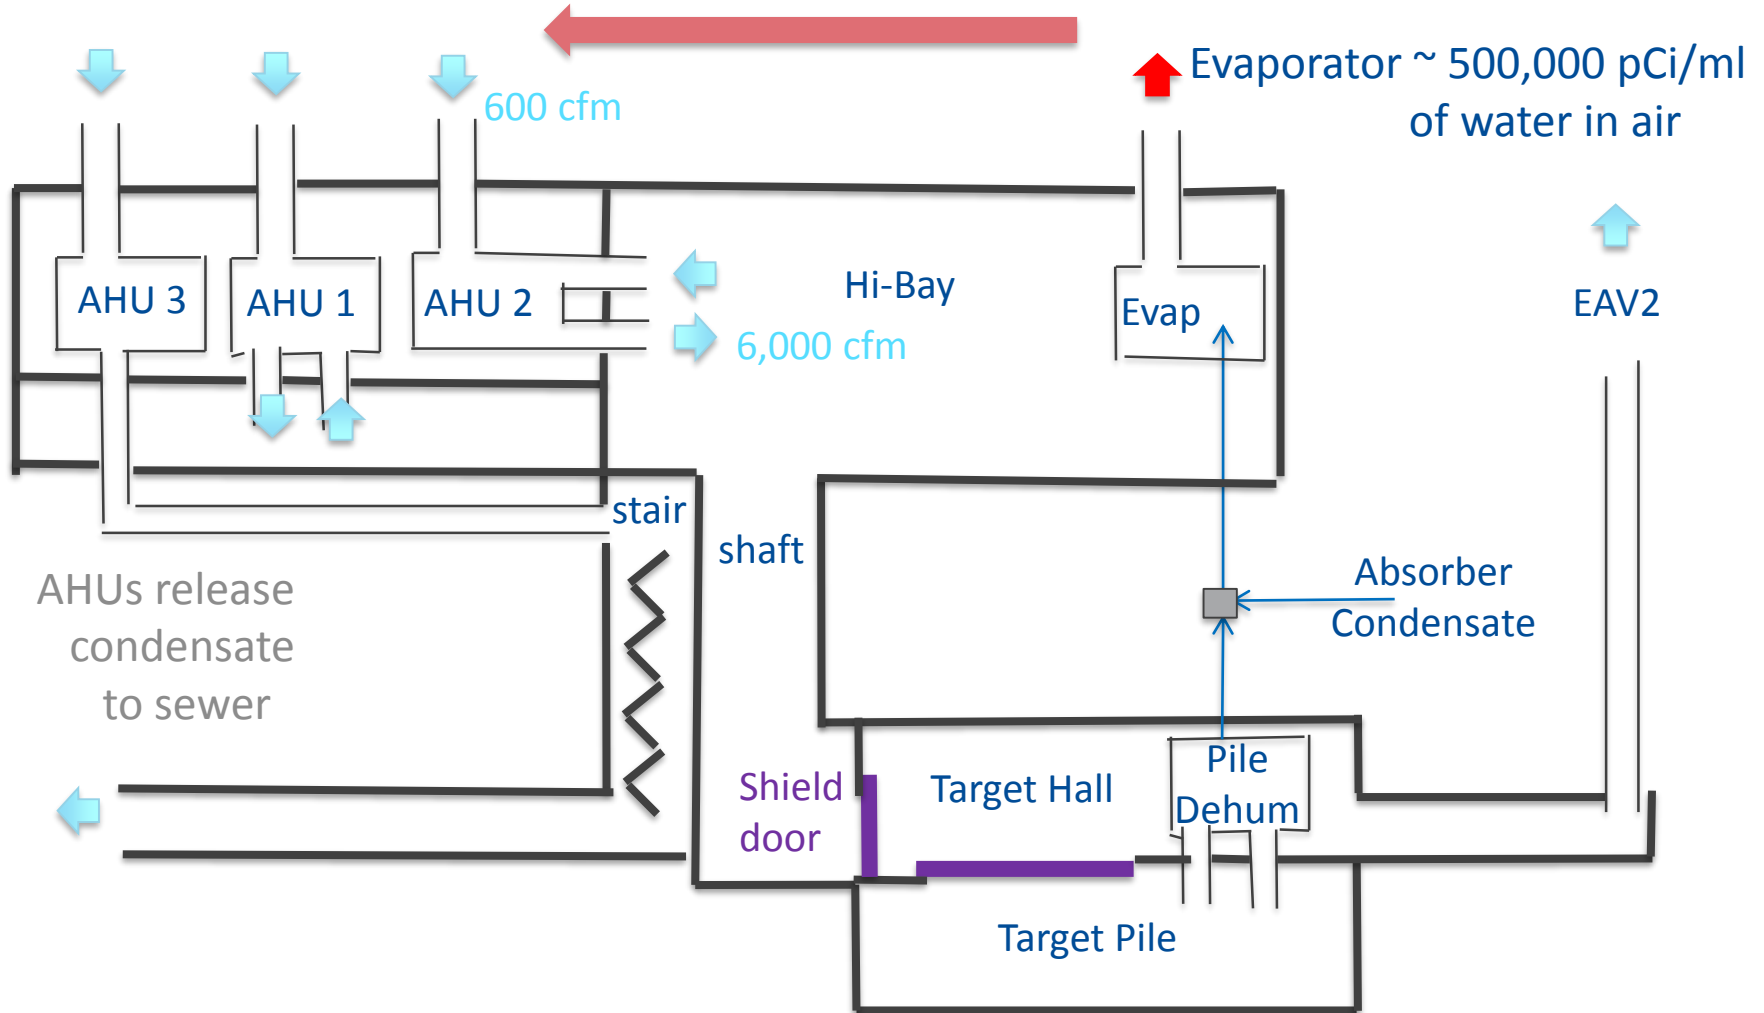 Evaporator ~ 500,000 pCi/ml
of water in air
600 cfm
AHU 3
AHU 1
AHU 2
Hi-Bay
Evap
EAV2
6,000 cfm
stair
shaft
AHUs release
condensate
to sewer
Absorber
Condensate
Shield
door
Target Hall
Pile
Dehum
Target Pile